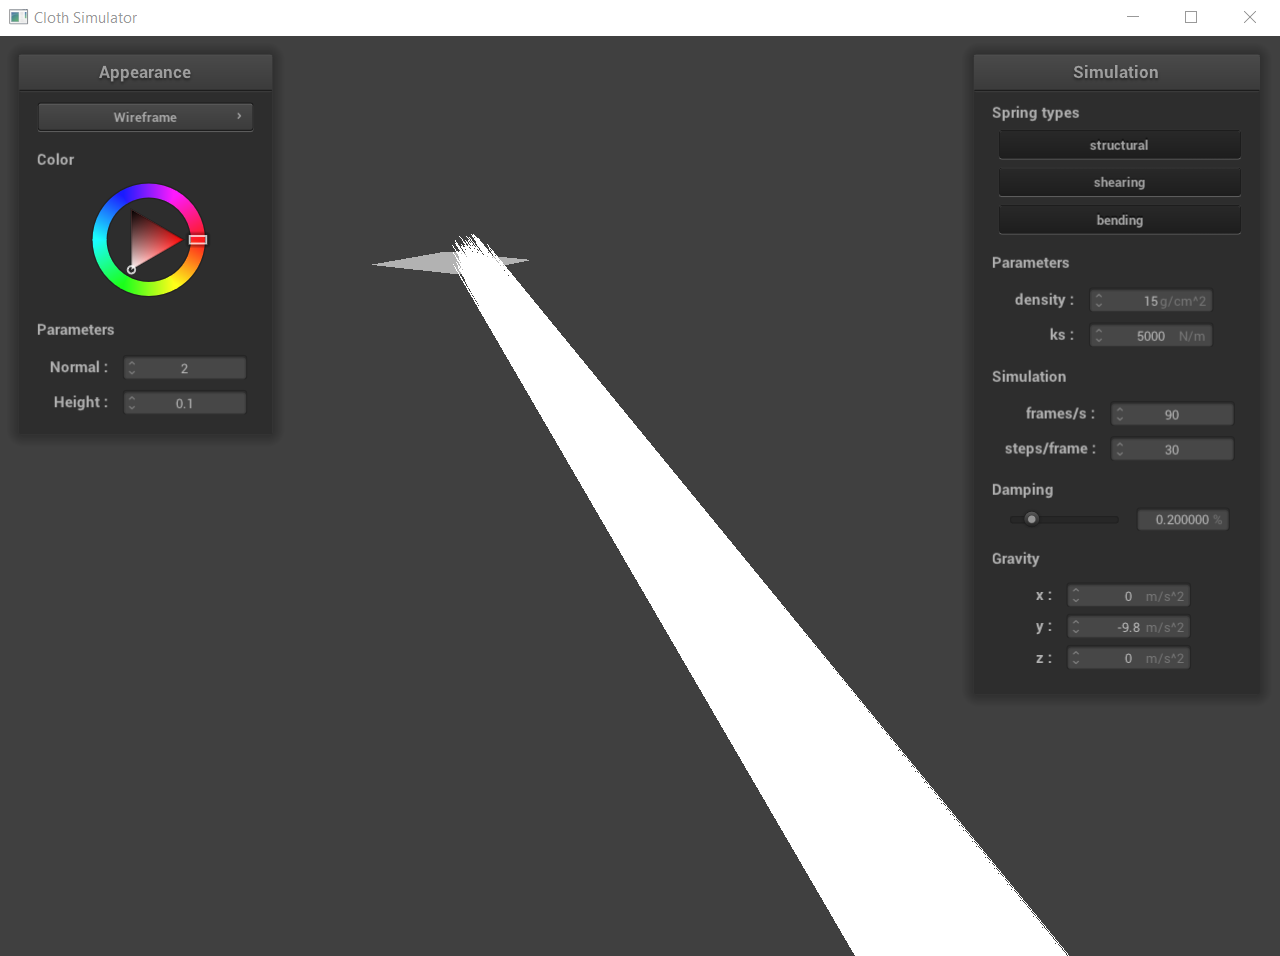 Cloth Simulator
Appearance
Wireframe
Color
Parameters
Normal : 2
Height : 0.1
Simulation
Spring types
structural
shearing
bending
Parameters
density : 15 g/cm^2
ks : 5000 N/m
Simulation
frames/s : 90
steps/frame : 30
Damping
0.200000 %
Gravity
x : 0 m/s^2
y : -9.8 m/s^2
z : 0 m/s^2